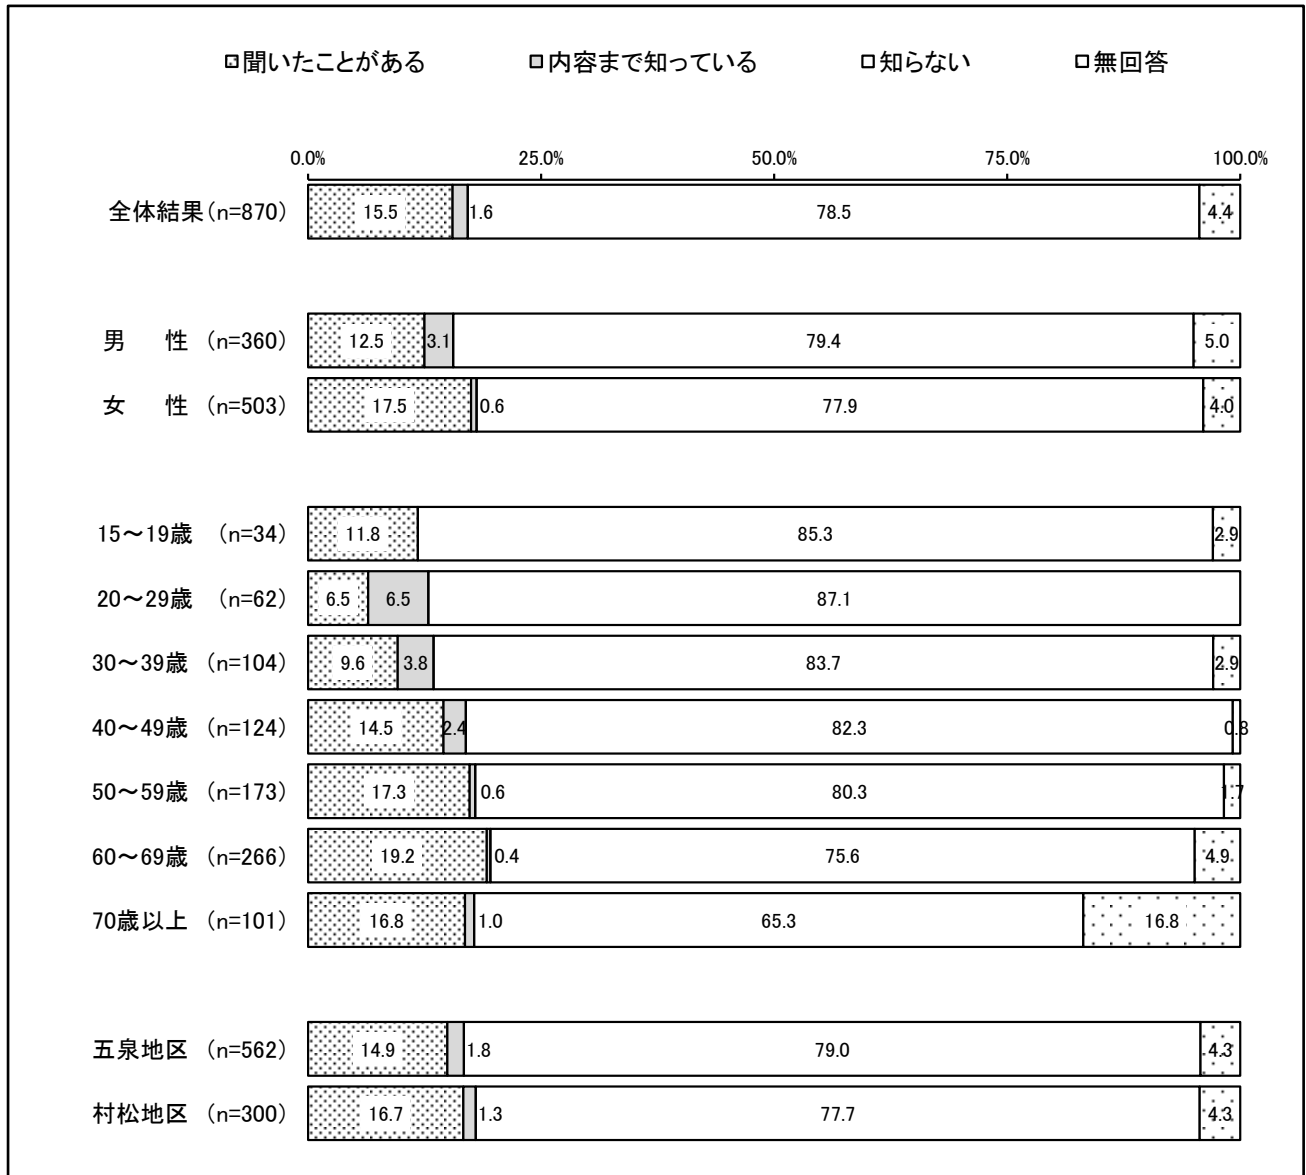 聞いたことがある 内容まで知っている 知らない 無回答
0.0% 25.0% 50.0% 75.0% 100.0%
全体結果(n=870) 15.5 1.6 78.5 4.4
男 性 (n=360) 12.5 3.1 79.4 5.0
女 性 (n=503) 17.5 0.6 77.9 4.0
15～19歳 (n=34) 11.8 85.3 2.9
20～29歳 (n=62) 6.5 6.5 87.1
30～39歳 (n=104) 9.6 3.8 83.7 2.9
40～49歳 (n=124) 14.5 2.4 82.3 0.8
50～59歳 (n=173) 17.3 0.6 80.3 1.7
60～69歳 (n=266) 19.2 0.4 75.6 4.9
70歳以上 (n=101) 16.8 1.0 65.3 16.8
五泉地区 (n=562) 14.9 1.8 79.0 4.3
村松地区 (n=300) 16.7 1.3 77.7 4.3